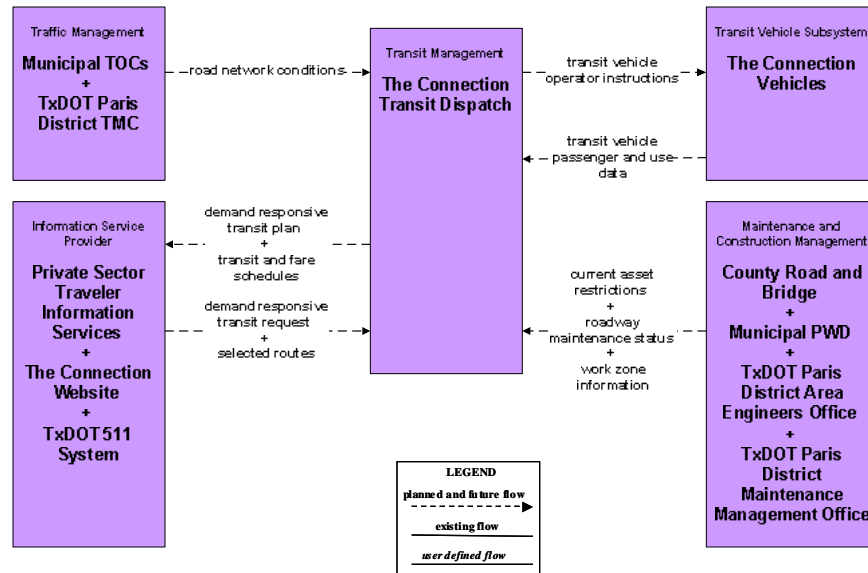 Traffic Management
Municipal TOCs
+
TxDOT Paris
District TMC
road network conditions
Transit Management
The Connection
Transit Dispatch
transit vehicle
operator instructions
Transit Vehicle Subsystem
The Connection
Vehicles
transit vehicle
passenger and use
data
Information Service
Provider
Private Sector
Traveler
Information
Services
+
The Connection
Website
+
TxDOT 511
System
demand responsive
transit plan
+
transit and fare
schedules
demand responsive
transit request
+
selected routes
current asset
restrictions
+
roadway
maintenance status
+
work zone
information
Maintenance and
Construction Management
County Road and
Bridge
+
Municipal PWD
+
TxDOT Paris
District Area
Engineers Office
+
TxDOT Paris
District
Maintenance
Management Office
LEGEND
planned and future flow
existing flow
user defined flow